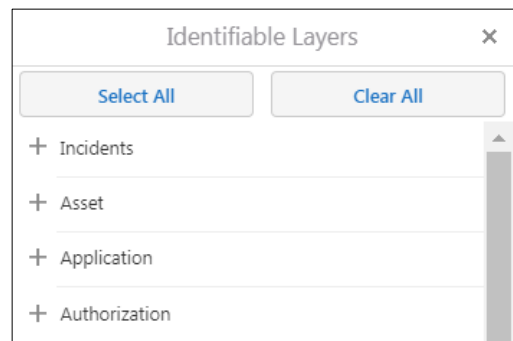 Identifiable Layers ×
Select All Clear All
+ Incidents
+ Asset
+ Application
+ Authorization